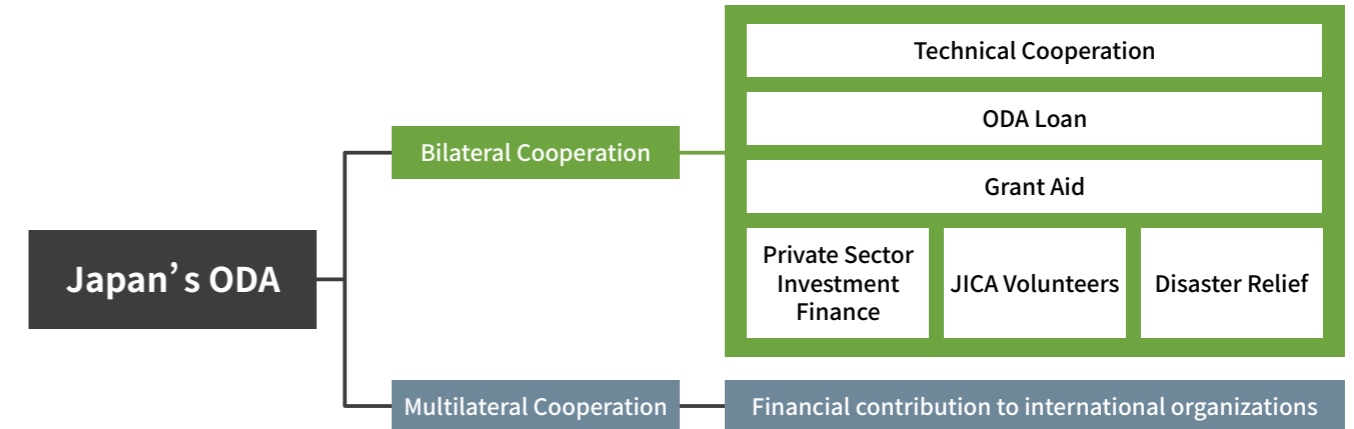 Japan’s ODA
Bilateral Cooperation
Technical Cooperation
ODA Loan
Grant Aid
Private Sector
Investment
Finance
JICA Volunteers
Disaster Relief
Multilateral Cooperation
Financial contribution to international organizations